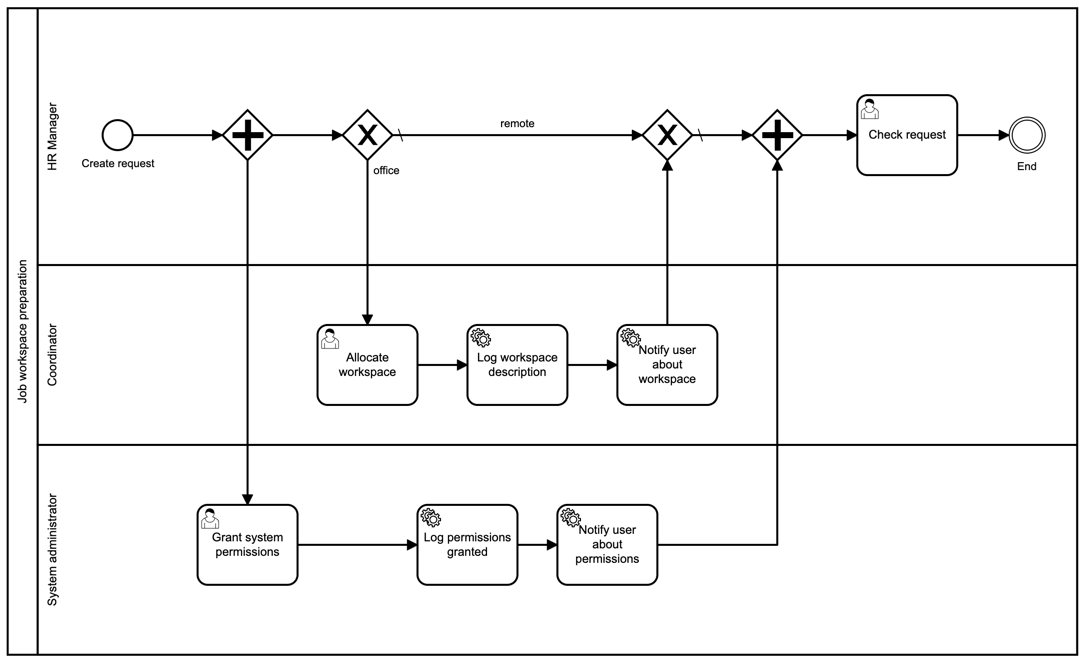 Job workspace preparation
HR Manager
Create request
remote
office
Check request
End
Coordinator
Allocate
workspace
Log workspace
description
Notify user
about
workspace
System administrator
Grant system
permissions
Log permissions
granted
Notify user
about
permissions